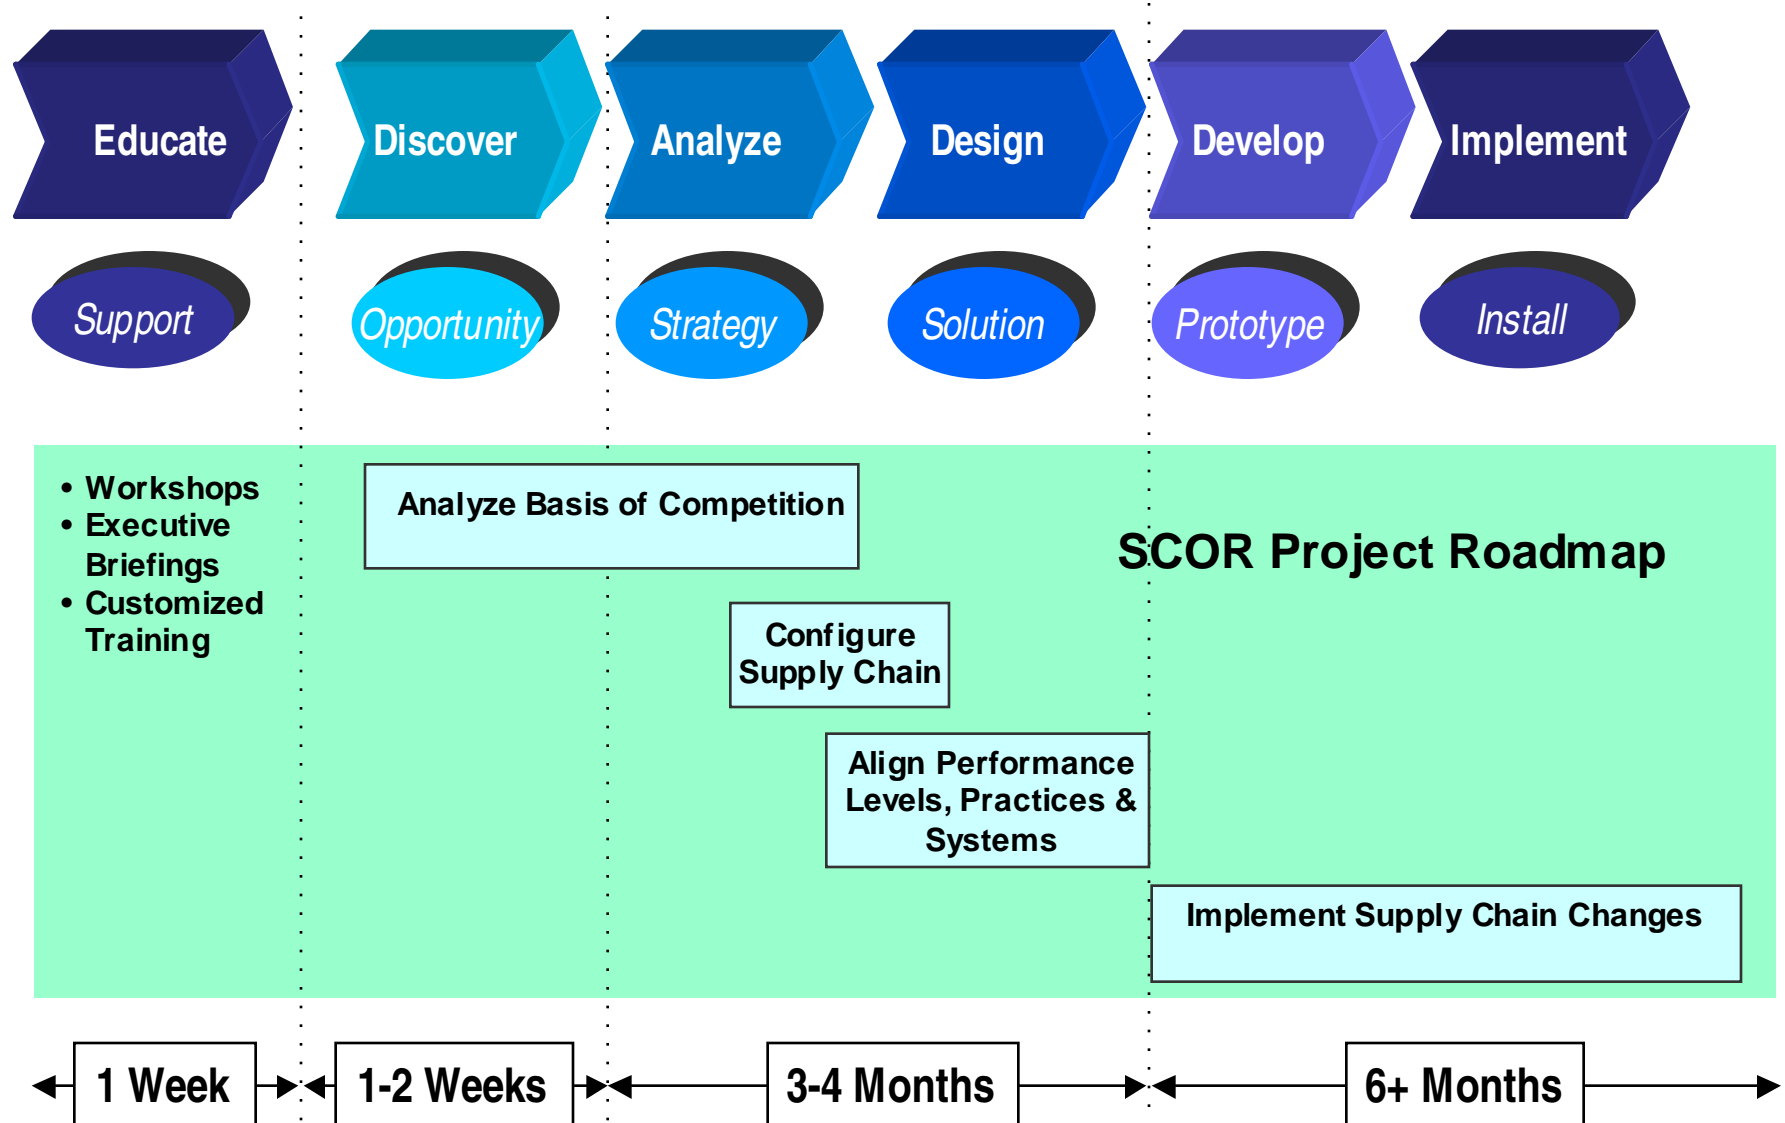 Educate
Discover
Analyze
Design
Develop
Implement
Support
Opportunity
Strategy
Solution
Prototype
Install
• Workshops
• Executive
Briefings
• Customized
Training
Analyze Basis of Competition
SCOR Project Roadmap
Configure
Supply Chain
Align Performance
Levels, Practices &
Systems
Implement Supply Chain Changes
1 Week
1-2 Weeks
3-4 Months
6+ Months